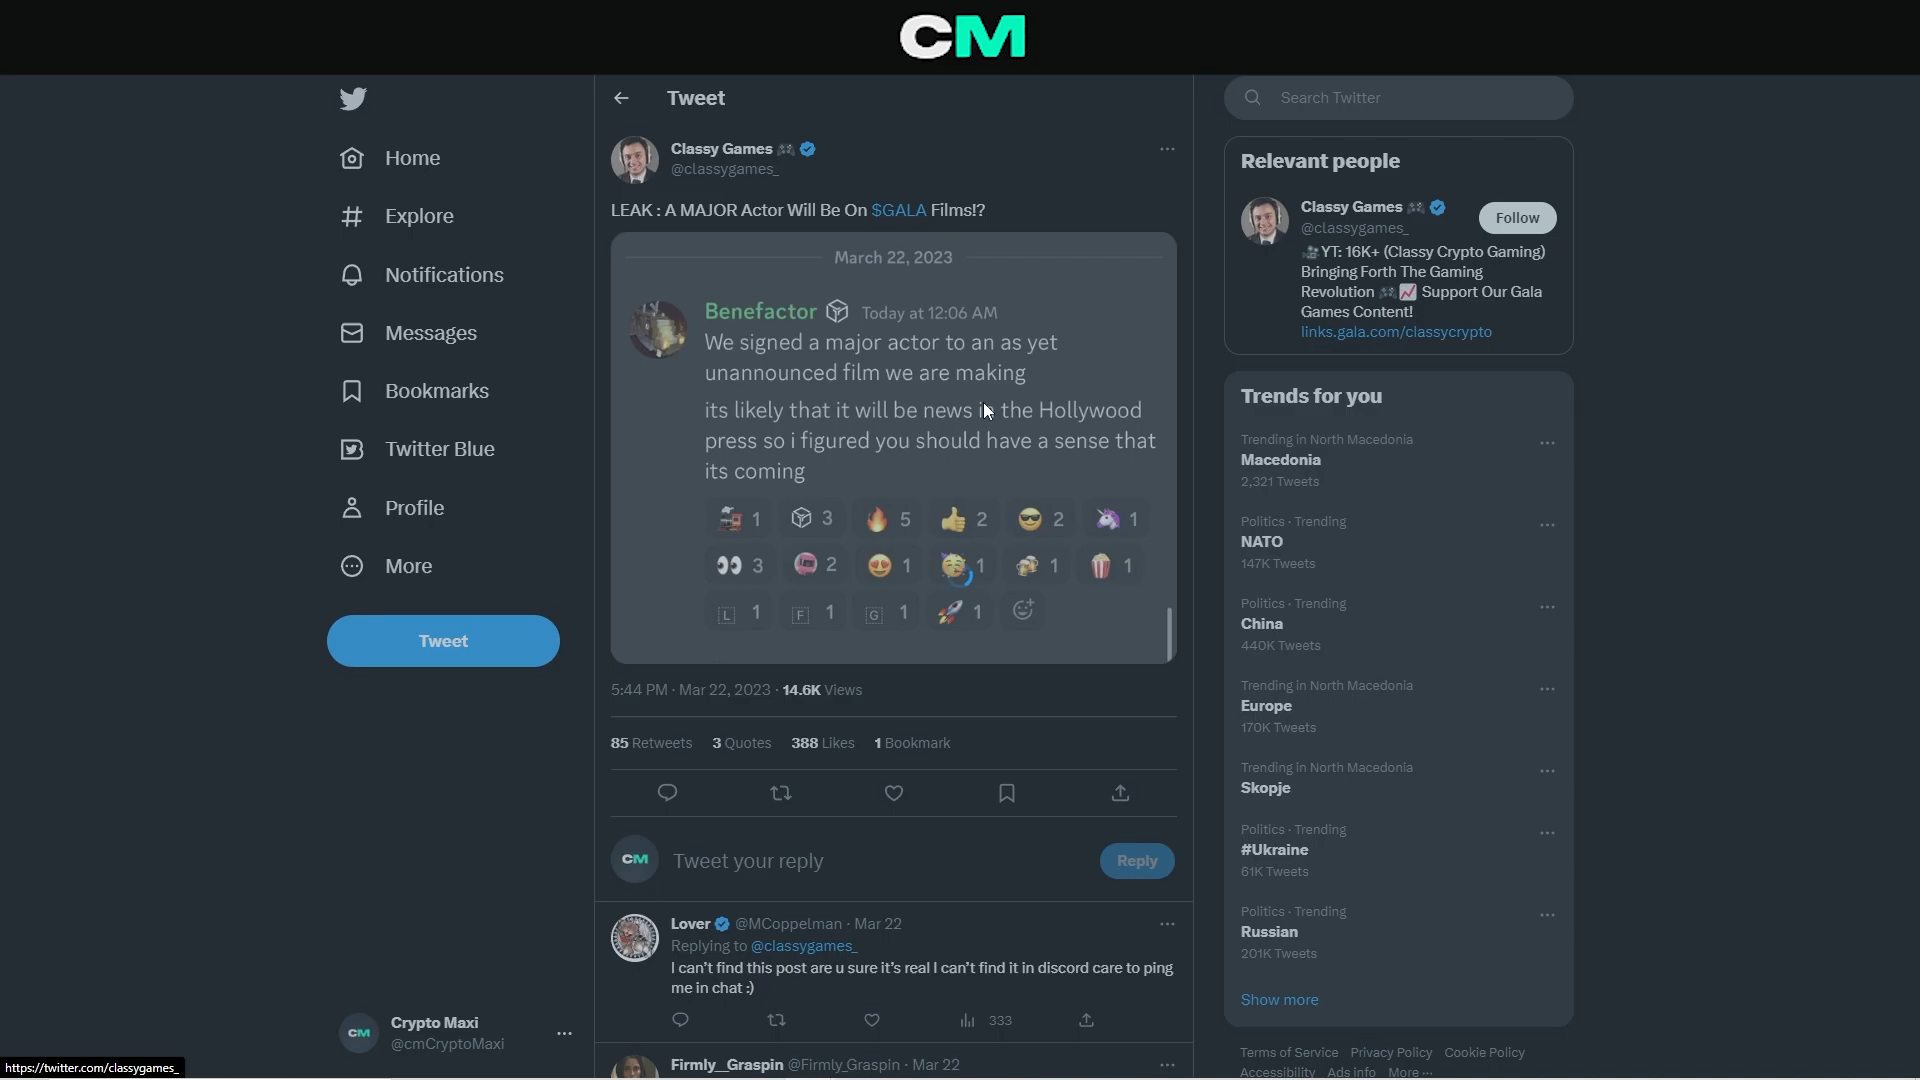 CM
Home
Explore
Notifications
Messages
Bookmarks
Twitter Blue
Profile
More
Tweet
CM
Crypto Maxi
@cmCryptoMaxi
https://twitter.com/classygames_
Tweet
Classy Games
@classygames_
LEAK : A MAJOR Actor Will Be On $GALA Films!?
March 22, 2023
Benefactor Today at 12:06 AM
We signed a major actor to an as yet
unannounced film we are making
its likely that it will be news in the Hollywood
press so i figured you should have a sense that
its coming
1 3 5 2 2 1
3 2 1 1 1 1
L 1 F 1 G 1 1
5:44 PM · Mar 22, 2023 · 14.6K Views
85 Retweets 3 Quotes 388 Likes 1 Bookmark
CM
Tweet your reply
Reply
Lover @MCoppelman · Mar 22
Replying to @classygames_
I can't find this post are u sure it's real I can't find it in discord care to ping
me in chat :)
333
Firmly_Graspin @Firmly_Graspin · Mar 22
Search Twitter
Relevant people
Classy Games
@classygames_
Follow
YT: 16K+ (Classy Crypto Gaming)
Bringing Forth The Gaming
Revolution Support Our Gala
Games Content!
links.gala.com/classycrypto
Trends for you
Trending in North Macedonia
Macedonia
2,321 Tweets
Politics · Trending
NATO
147K Tweets
Politics · Trending
China
440K Tweets
Trending in North Macedonia
Europe
170K Tweets
Trending in North Macedonia
Skopje
Politics · Trending
#Ukraine
61K Tweets
Politics · Trending
Russian
201K Tweets
Show more
Terms of Service Privacy Policy Cookie Policy
Accessibility Ads info More ...